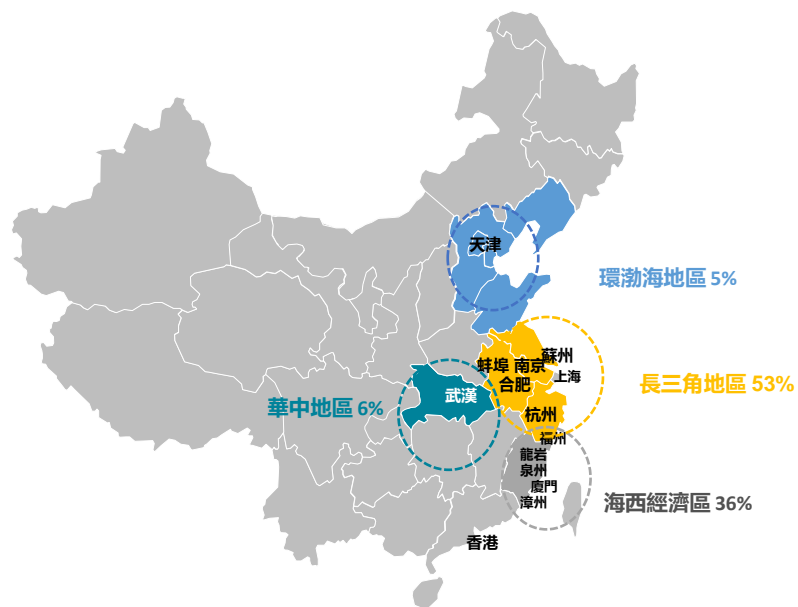 天津
環渤海地區 5%
蘇州
蚌埠 南京
上海
合肥
長三角地區 53%
武漢
華中地區 6%
杭州
福州
龍岩
泉州
廈門
漳州
海西經濟區 36%
香港